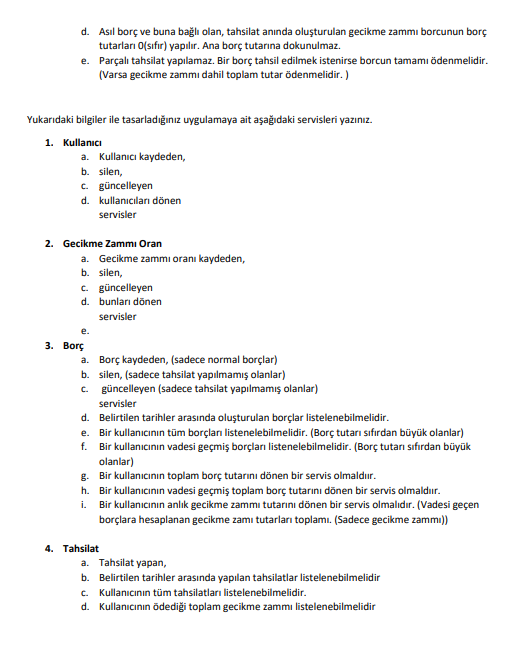 d. Asıl borç ve buna bağlı olan, tahsilat anında oluşturulan gecikme zammı borcunun borç
tutarları 0(sıfır) yapılır. Ana borç tutarına dokunulmaz.
e. Parçalı tahsilat yapılamaz. Bir borç tahsil edilmek istenirse borcun tamamı ödenmelidir.
(Varsa gecikme zammı dahil toplam tutar ödenmelidir. )
Yukarıdaki bilgiler ile tasarladığınız uygulamaya ait aşağıdaki servisleri yazınız.
1. Kullanıcı
a. Kullanıcı kaydeden,
b. silen,
c. güncelleyen
d. kullanıcıları dönen
servisler
2. Gecikme Zammı Oran
a. Gecikme zammı oranı kaydeden,
b. silen,
c. güncelleyen
d. bunları dönen
servisler
e.
3. Borç
a. Borç kaydeden, (sadece normal borçlar)
b. silen, (sadece tahsilat yapılmamış olanlar)
c. güncelleyen (sadece tahsilat yapılmamış olanlar)
servisler
d. Belirtilen tarihler arasında oluşturulan borçlar listelenebilmelidir.
e. Bir kullanıcının tüm borçları listenelebilmelidir. (Borç tutarı sıfırdan büyük olanlar)
f. Bir kullanıcının vadesi geçmiş borçları listenelebilmelidir. (Borç tutarı sıfırdan büyük
olanlar)
g. Bir kullanıcının toplam borç tutarını dönen bir servis olmaldıır.
h. Bir kullanıcının vadesi geçmiş toplam borç tutarını dönen bir servis olmaldıır.
i. Bir kullanıcının anlık gecikme zammı tutarını dönen bir servis olmalıdır. (Vadesi geçen
borçlara hesaplanan gecikme zamı tutarları toplamı. (Sadece gecikme zammı))
4. Tahsilat
a. Tahsilat yapan,
b. Belirtilen tarihler arasında yapılan tahsilatlar listelenebilmelidir
c. Kullanıcının tüm tahsilatları listelenebilmelidir.
d. Kullanıcının ödediği toplam gecikme zammı listelenebilmelidir